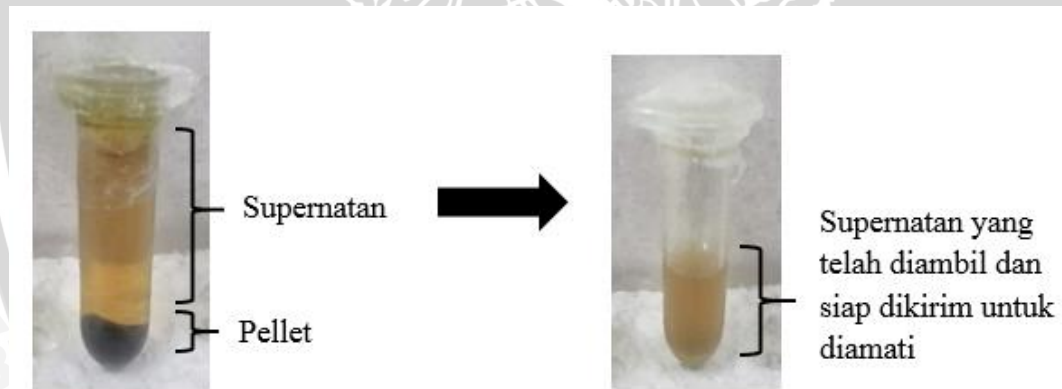 Supernatan
Pellet
Supernatan yang
telah diambil dan
siap dikirim untuk
diamati